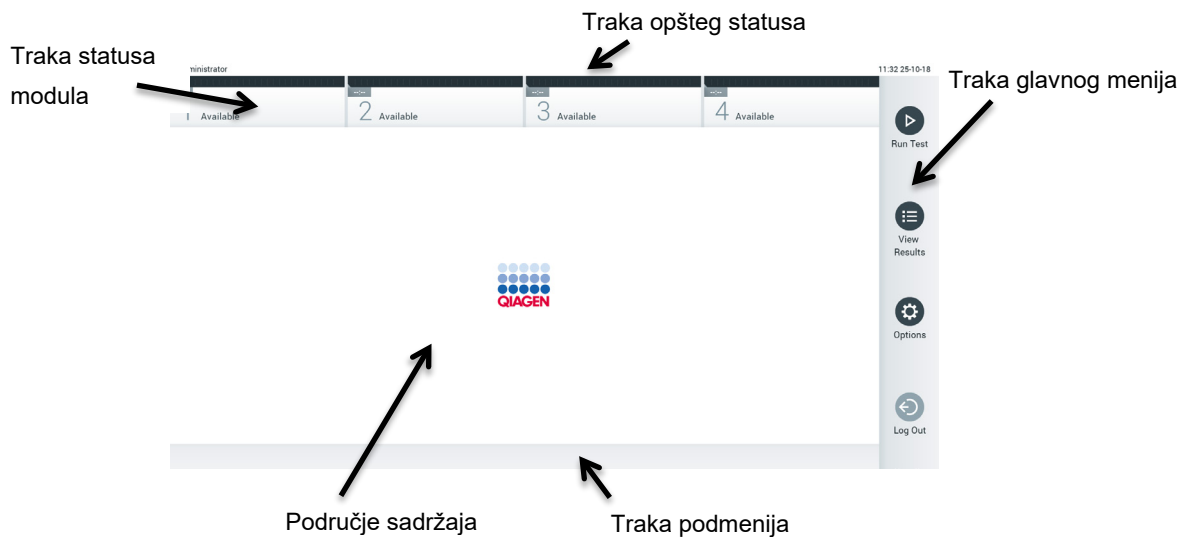 Traka opšteg statusa
Traka statusa
modula
ministrator
11:32 25-10-18
Traka glavnog menija
--:--
--:--
--:--
1 Available
2 Available
3 Available
4 Available
Run Test
View
Results
QIAGEN
Options
Log Out
Područje sadržaja
Traka podmenija